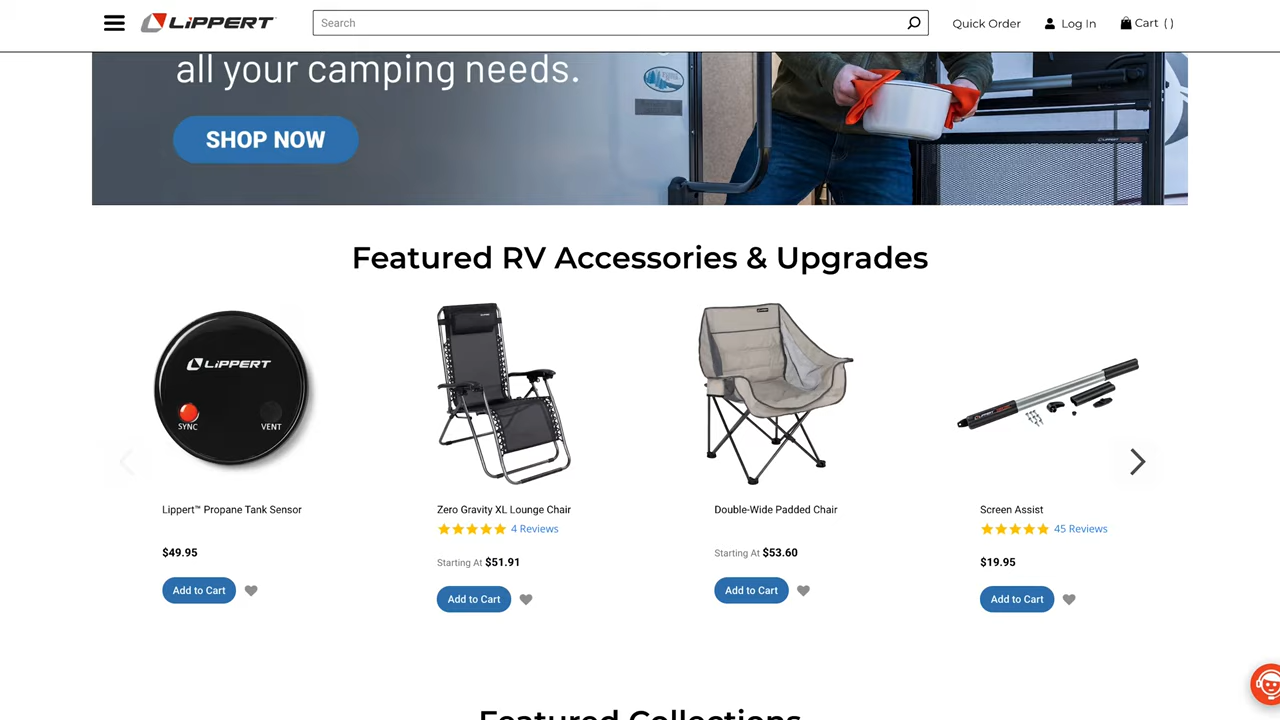 LIPPERT
Search
Quick Order
Log In
Cart ( )
all your camping needs.
SHOP NOW
Featured RV Accessories & Upgrades
LIPPERT
SYNC
VENT
Lippert™ Propane Tank Sensor
$49.95
Add to Cart
Zero Gravity XL Lounge Chair
4 Reviews
Starting At $51.91
Add to Cart
Double-Wide Padded Chair
Starting At $53.60
Add to Cart
Screen Assist
45 Reviews
$19.95
Add to Cart
Featured Collections